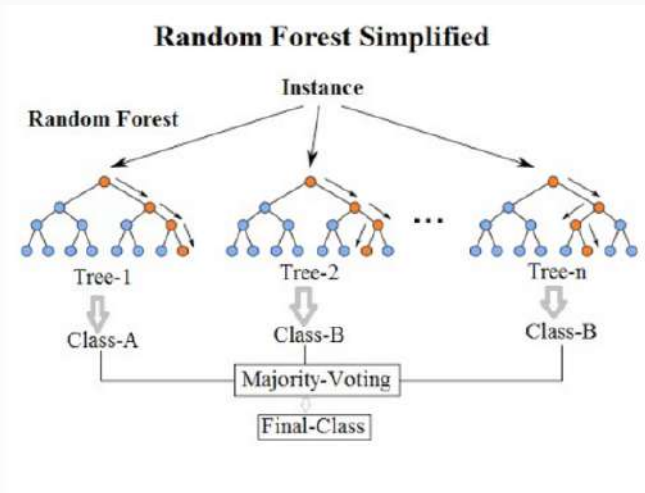 Random Forest Simplified
Instance
Random Forest
...
Tree-1
Tree-2
Tree-n
Class-A
Class-B
Class-B
Majority-Voting
Final-Class